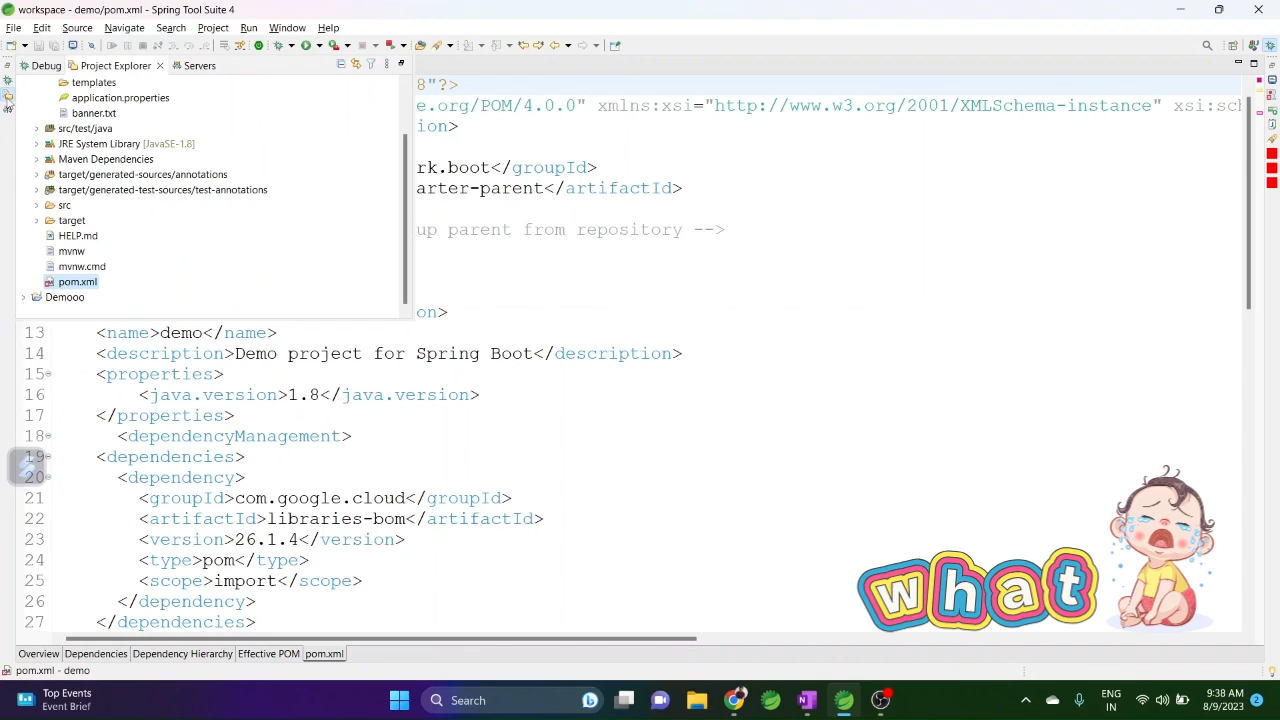 workspace - demo/pom.xml - Spring Tool Suite 4
File Edit Source Navigate Search Project Run Window Help
Debug Project Explorer Servers
templates
application.properties
banner.txt
src/test/java
JRE System Library [JavaSE-1.8]
Maven Dependencies
target/generated-sources/annotations
target/generated-test-sources/test-annotations
src
target
HELP.md
mvnw
mvnw.cmd
pom.xml
Demooo
8"?>
e.org/POM/4.0.0" xmlns:xsi="http://www.w3.org/2001/XMLSchema-instance" xsi:sch
ion>
rk.boot</groupId>
arter-parent</artifactId>
up parent from repository -->
on>
13 <name>demo</name>
14 <description>Demo project for Spring Boot</description>
15 <properties>
16 <java.version>1.8</java.version>
17 </properties>
18 <dependencyManagement>
19 <dependencies>
20 <dependency>
21 <groupId>com.google.cloud</groupId>
22 <artifactId>libraries-bom</artifactId>
23 <version>26.1.4</version>
24 <type>pom</type>
25 <scope>import</scope>
26 </dependency>
27 </dependencies>
what
Overview Dependencies Dependency Hierarchy Effective POM pom.xml
pom.xml - demo
Top Events
Event Brief
Search
ENG
IN
9:38 AM
8/9/2023
2